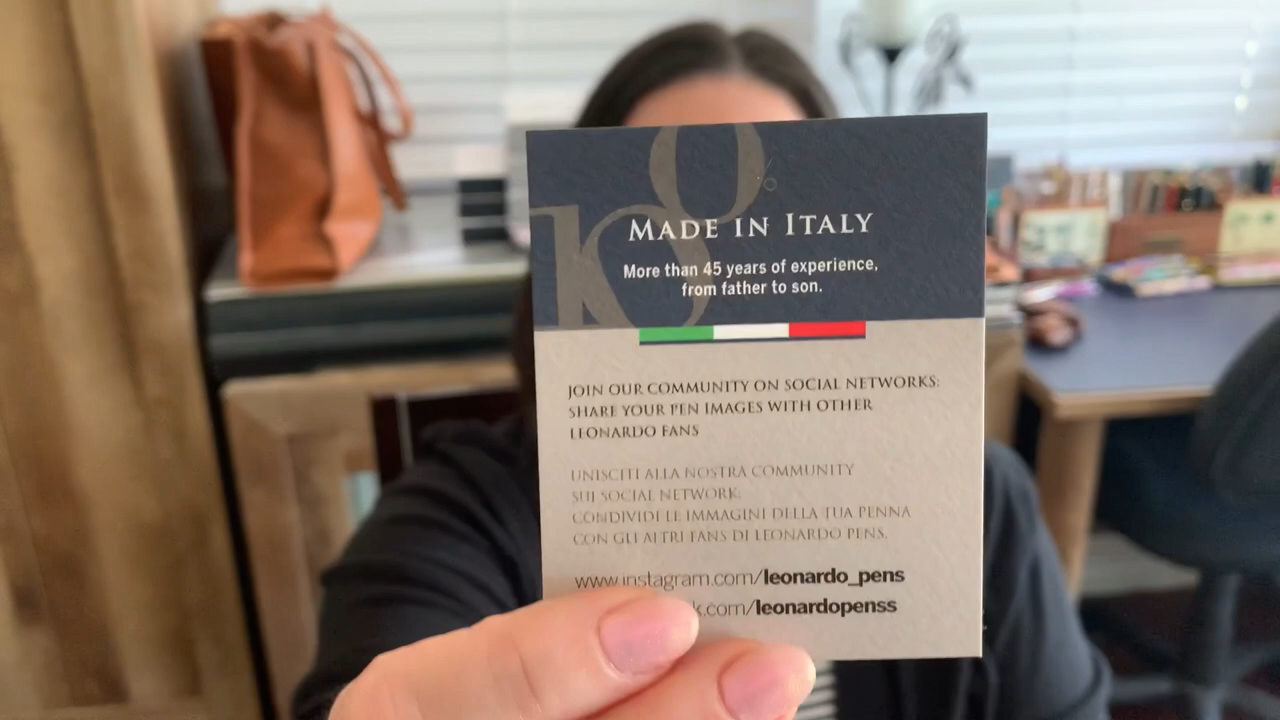 MADE IN ITALY
More than 45 years of experience,
from father to son.
JOIN OUR COMMUNITY ON SOCIAL NETWORKS:
SHARE YOUR PEN IMAGES WITH OTHER
LEONARDO FANS
UNISCITI ALLA NOSTRA COMMUNITY
SUI SOCIAL NETWORK.
CONDIVIDI LE IMMAGINI DELLA TUA PENNA
CON GLI ALTRI FANS DI LEONARDO PENS.
www.instagram.com/leonardo_pens
k.com/leonardopenss